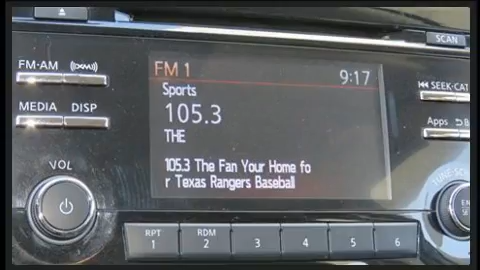 SCAN
FM·AM
FM 1 9:17
SEEK·CAT
Sports
105.3
MEDIA DISP
THE
Apps
105.3 The Fan Your Home fo
r Texas Rangers Baseball
VOL
TUNE
RPT RDM
1 2 3 4 5 6